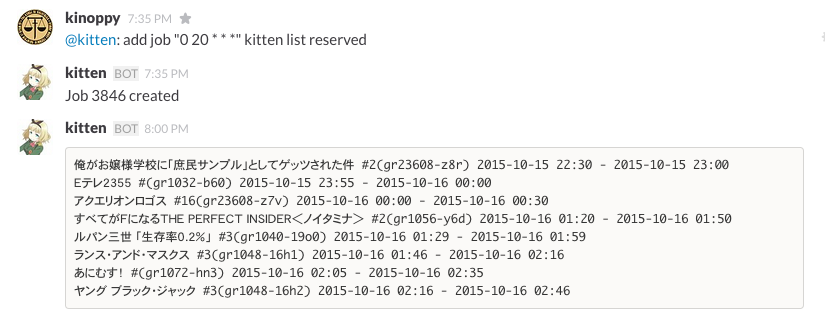 kinoppy 7:35 PM
@kitten: add job "0 20 * * *" kitten list reserved
kitten BOT 7:35 PM
Job 3846 created
kitten BOT 8:00 PM
俺がお嬢様学校に「庶民サンプル」としてゲッツされた件 #2(gr23608-z8r) 2015-10-15 22:30 - 2015-10-15 23:00
Eテレ2355 #(gr1032-b60) 2015-10-15 23:55 - 2015-10-16 00:00
アクエリオンロゴス #16(gr23608-z7v) 2015-10-16 00:00 - 2015-10-16 00:30
すべてがFになるTHE PERFECT INSIDER＜ノイタミナ＞ #2(gr1056-y6d) 2015-10-16 01:20 - 2015-10-16 01:50
ルパン三世 「生存率0.2%」 #3(gr1040-19o0) 2015-10-16 01:29 - 2015-10-16 01:59
ランス・アンド・マスクス #3(gr1048-16h1) 2015-10-16 01:46 - 2015-10-16 02:16
あにむす！ #(gr1072-hn3) 2015-10-16 02:05 - 2015-10-16 02:35
ヤング ブラック・ジャック #3(gr1048-16h2) 2015-10-16 02:16 - 2015-10-16 02:46